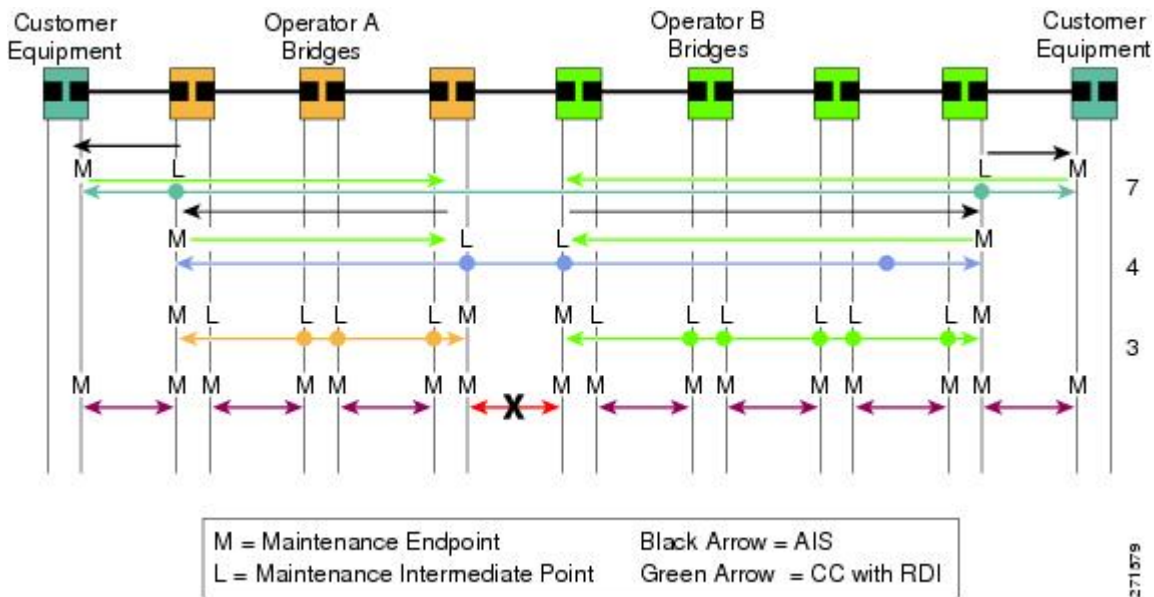 Customer Equipment
Operator A Bridges
Operator B Bridges
Customer Equipment
M L L M
7
M L L M
4
M L L L L M M L L L L L L M
3
M M M M M M M M M M M M M M M M
X
M = Maintenance Endpoint
L = Maintenance Intermediate Point
Black Arrow = AIS
Green Arrow = CC with RDI
271579